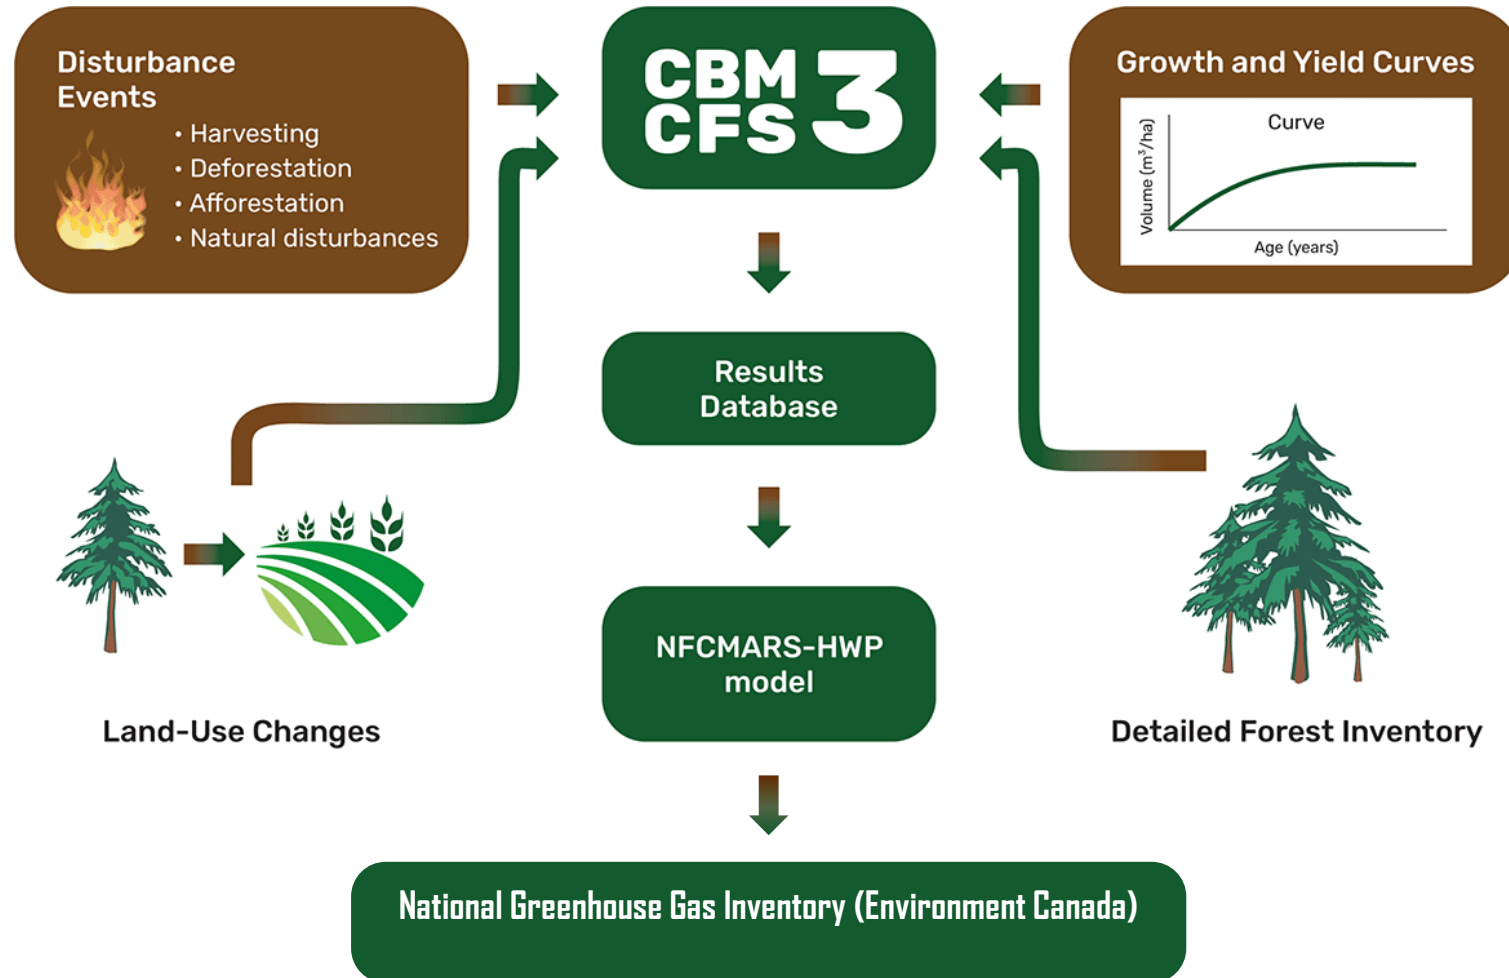 Disturbance
Events
• Harvesting
• Deforestation
• Afforestation
• Natural disturbances
CBM
CFS 3
Growth and Yield Curves
Curve
Volume (m³/ha)
Age (years)
Results
Database
NFCMARS-HWP
model
Land-Use Changes
Detailed Forest Inventory
National Greenhouse Gas Inventory (Environment Canada)